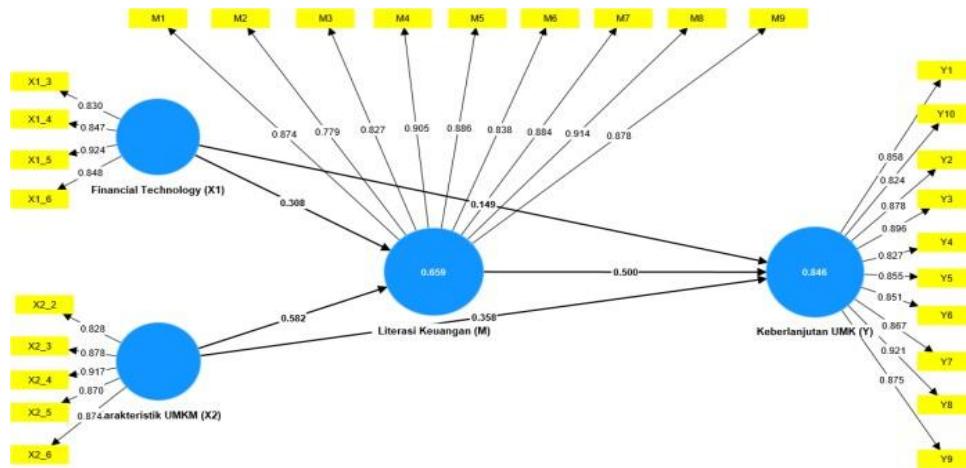 M1 M2 M3 M4 M5 M6 M7 M8 M9
0.874 0.779 0.827 0.905 0.886 0.838 0.884 0.914 0.878
X1_3
0.830
X1_4
0.847
X1_5
0.924
X1_6
0.848
Financial Technology (X1)
0.308
0.149
X2_2
0.828
X2_3
0.878
X2_4
0.917
X2_5
0.870
X2_6
0.874
arakteristik UMKM (X2)
0.582
0.358
0.659
Literasi Keuangan (M)
0.500
0.846
Keberlanjutan UMK (Y)
Y1
0.858
Y10
0.824
Y2
0.878
Y3
0.896
Y4
0.827
Y5
0.855
Y6
0.851
Y7
0.867
Y8
0.921
Y9
0.875